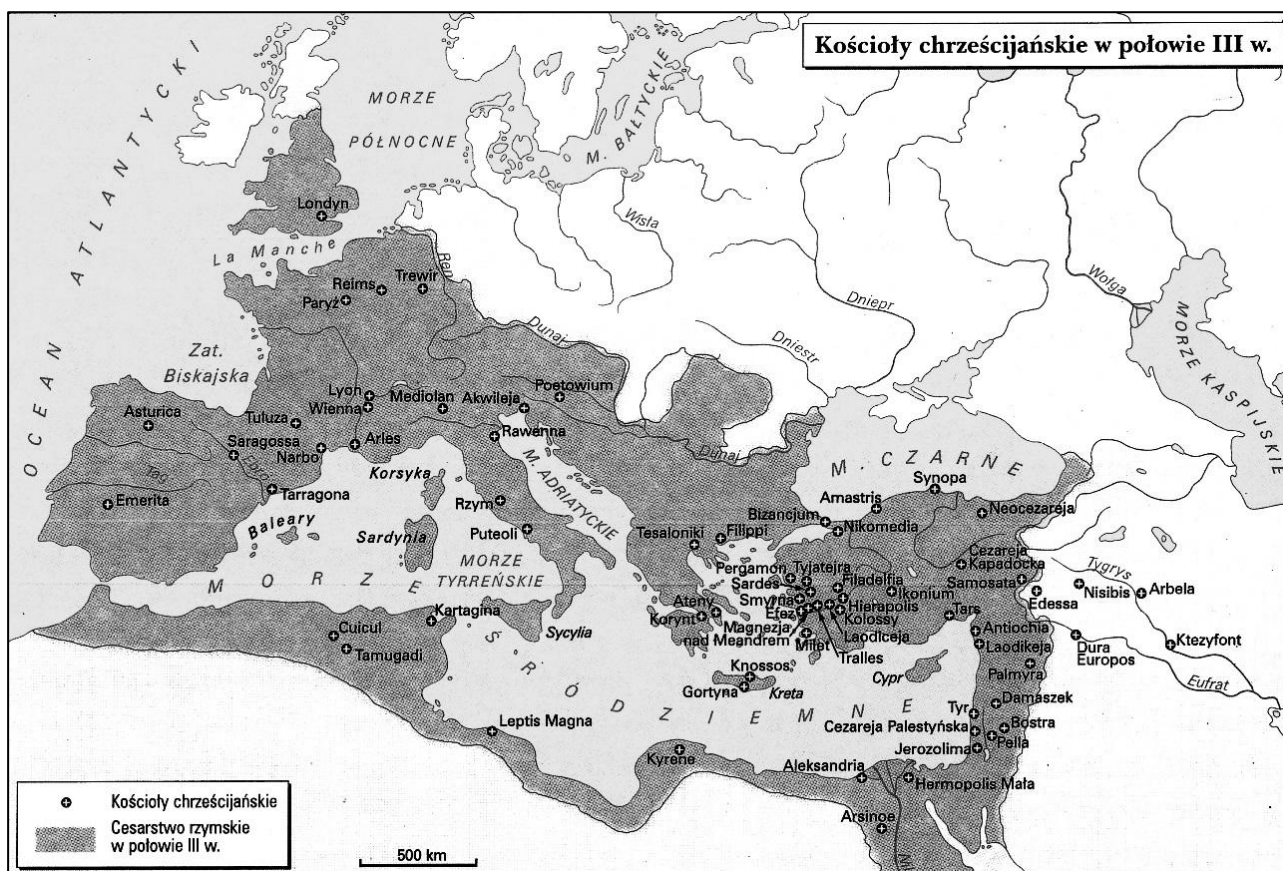 Kościoły chrześcijańskie w połowie III w.
OCEAN ATLANTYCKI
MORZE
PÓŁNOCNE
M. BAŁTYCKIE
Londyn
La Manche
Wisła
Ren
Reims
Trewir
Paryż
Dniepr
Wołga
Dunaj
Dniestr
MORZE KASPIJSKIE
Zat.
Biskajska
Lyon
Wienna
Mediolan
Akwileja
Poetowium
Asturica
Tuluza
Rawenna
Saragossa
Narbo
Arles
Ebro
Dunaj
M. CZARNE
Tag
Korsyka
M. ADRIATYCKIE
Synopa
Emerita
Tarragona
Rzym
Amastris
Neocezareja
Baleary
Bizancjum
Nikomedia
Sardynia
Puteoli
Tesaloniki
Filippi
MORZE
TYRREŃSKIE
Cezareja
Kapadocka
Tygrys
Pergamon
Tyjatejra
Sardes
Filadelfia
Samosata
MORZE ŚRÓDZIEMNE
Smyrna
Ikonium
Edessa
Nisibis
Arbela
Kartagina
Ateny
Efez
Hierapolis
Korynt
Kolossy
Tars
Cuicul
Sycylia
Magnezja
nad Meandrem
Laodiceja
Antiochia
Tamugadi
Milet
Tralles
Laodikeja
Dura
Europos
Ktezyfont
Knossos
Cypr
Palmyra
Eufrat
Gortyna
Kreta
Damaszek
Leptis Magna
Tyr
Cezareja Palestyńska
Bostra
Pella
Kyrene
Jerozolima
Aleksandria
Hermopolis Mała
Arsinoe
Nil
Kościoły chrześcijańskie
Cesarstwo rzymskie
w połowie III w.
500 km